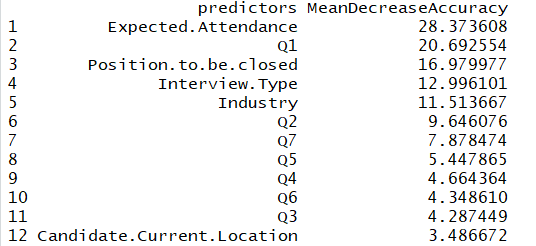 predictors MeanDecreaseAccuracy
1 Expected.Attendance 28.373608
2 Q1 20.692554
3 Position.to.be.closed 16.979977
4 Interview.Type 12.996101
5 Industry 11.513667
6 Q2 9.646076
7 Q7 7.878474
8 Q5 5.447865
9 Q4 4.664364
10 Q6 4.348610
11 Q3 4.287449
12 Candidate.Current.Location 3.486672